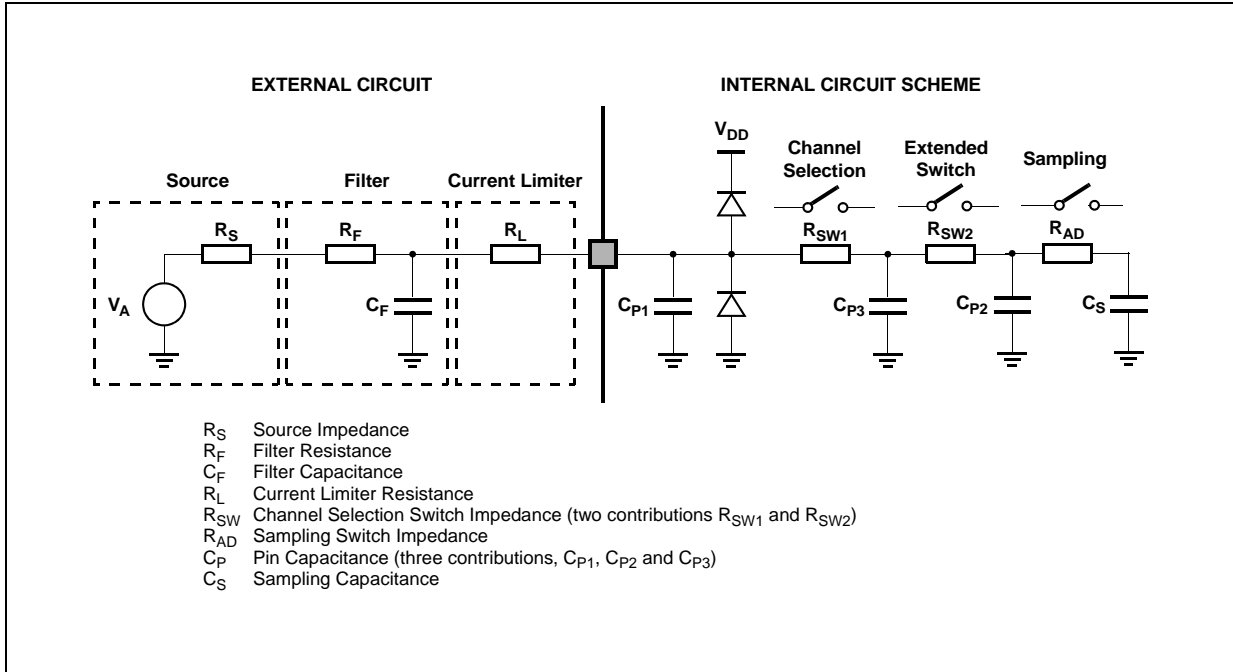 EXTERNAL CIRCUIT
INTERNAL CIRCUIT SCHEME
VDD
Channel
Selection
Extended
Switch
Sampling
Source
Filter
Current Limiter
RS
RF
RL
RSW1
RSW2
RAD
VA
CF
CP1
CP3
CP2
CS
RS Source Impedance
RF Filter Resistance
CF Filter Capacitance
RL Current Limiter Resistance
RSW Channel Selection Switch Impedance (two contributions RSW1 and RSW2)
RAD Sampling Switch Impedance
CP Pin Capacitance (three contributions, CP1, CP2 and CP3)
CS Sampling Capacitance